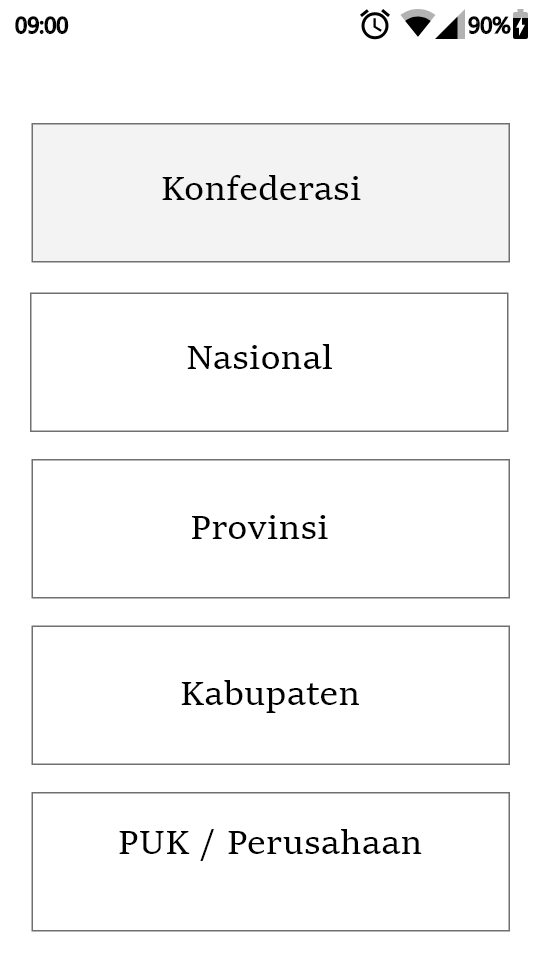 09:00
90%
Konfederasi
Nasional
Provinsi
Kabupaten
PUK / Perusahaan